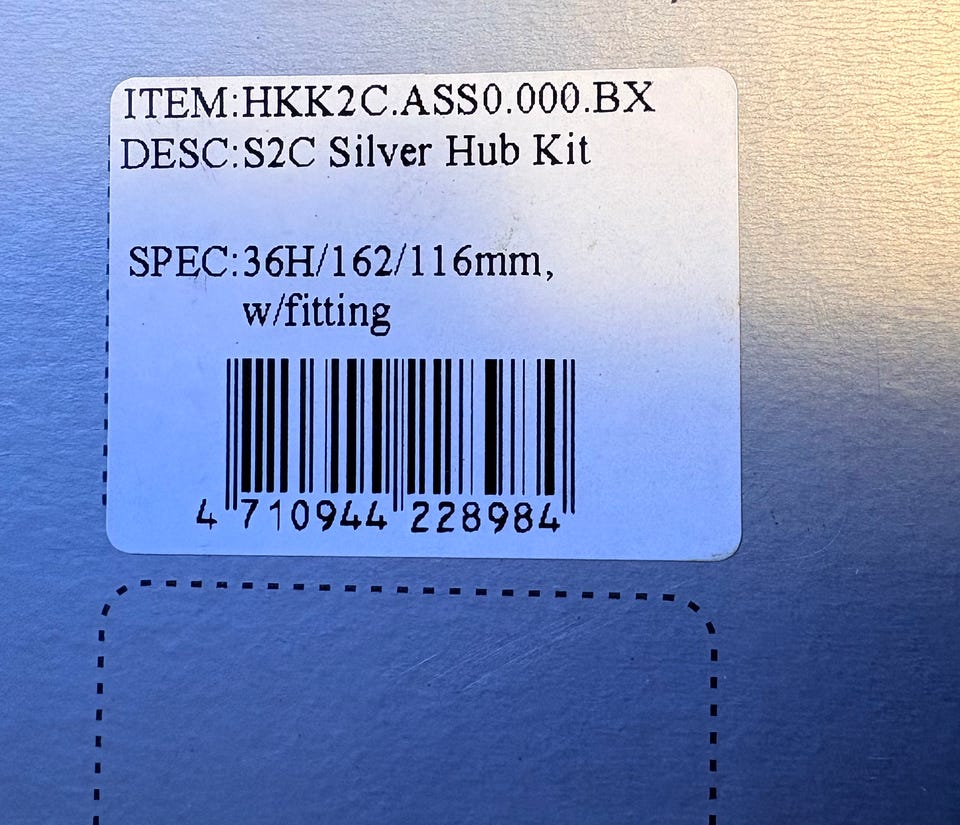 ITEM:HKK2C.ASS0.000.BX
DESC:S2C Silver Hub Kit
SPEC:36H/162/116mm,
w/fitting
4 710944 228984